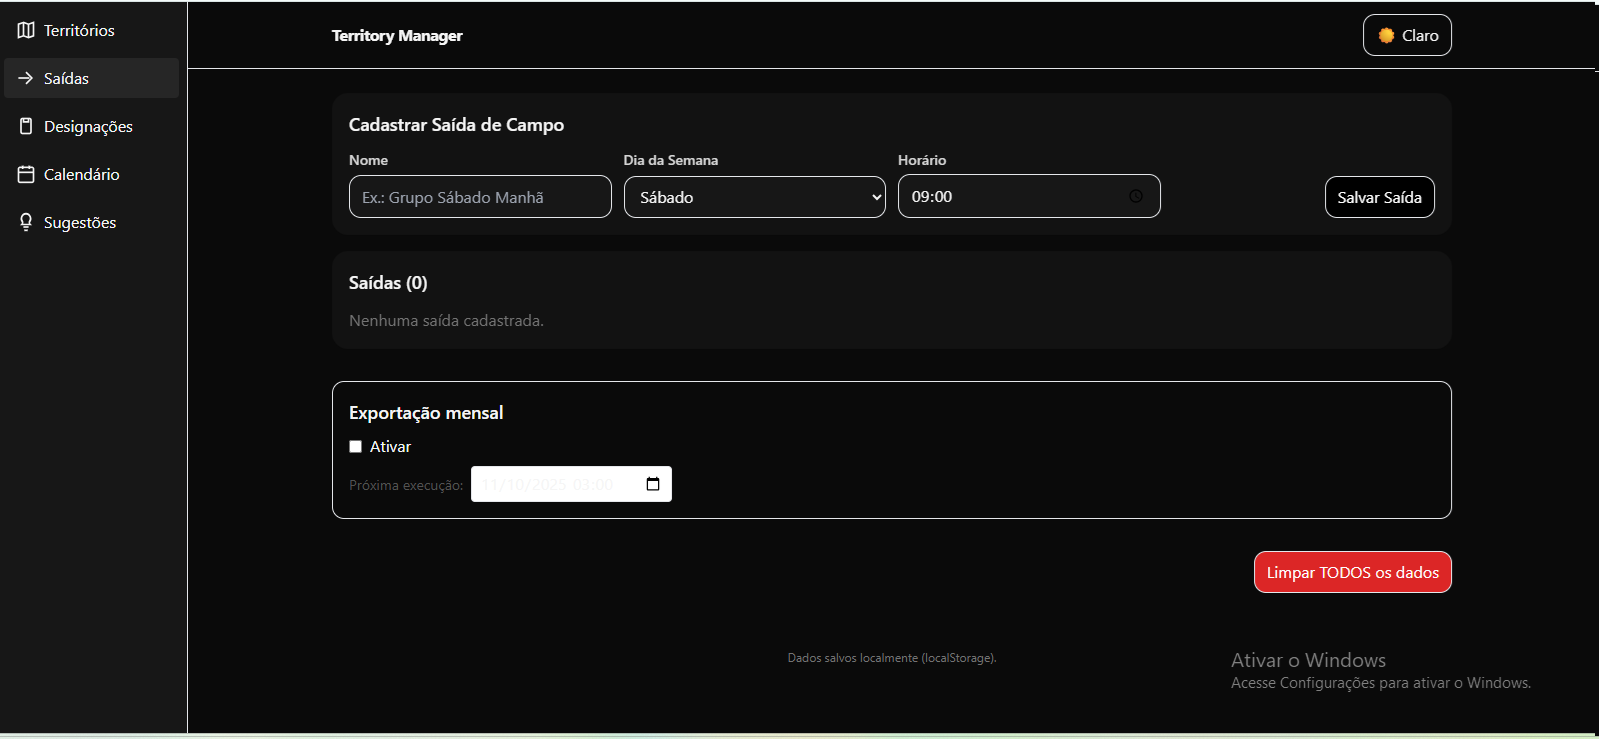 Territórios
Saídas
Designações
Calendário
Sugestões
Territory Manager
Claro
Cadastrar Saída de Campo
Nome
Dia da Semana
Horário
Ex.: Grupo Sábado Manhã
Sábado
09:00
Salvar Saída
Saídas (0)
Nenhuma saída cadastrada.
Exportação mensal
Ativar
Próxima execução: 11/10/2025 03:00
Limpar TODOS os dados
Dados salvos localmente (localStorage).
Ativar o Windows
Acesse Configurações para ativar o Windows.